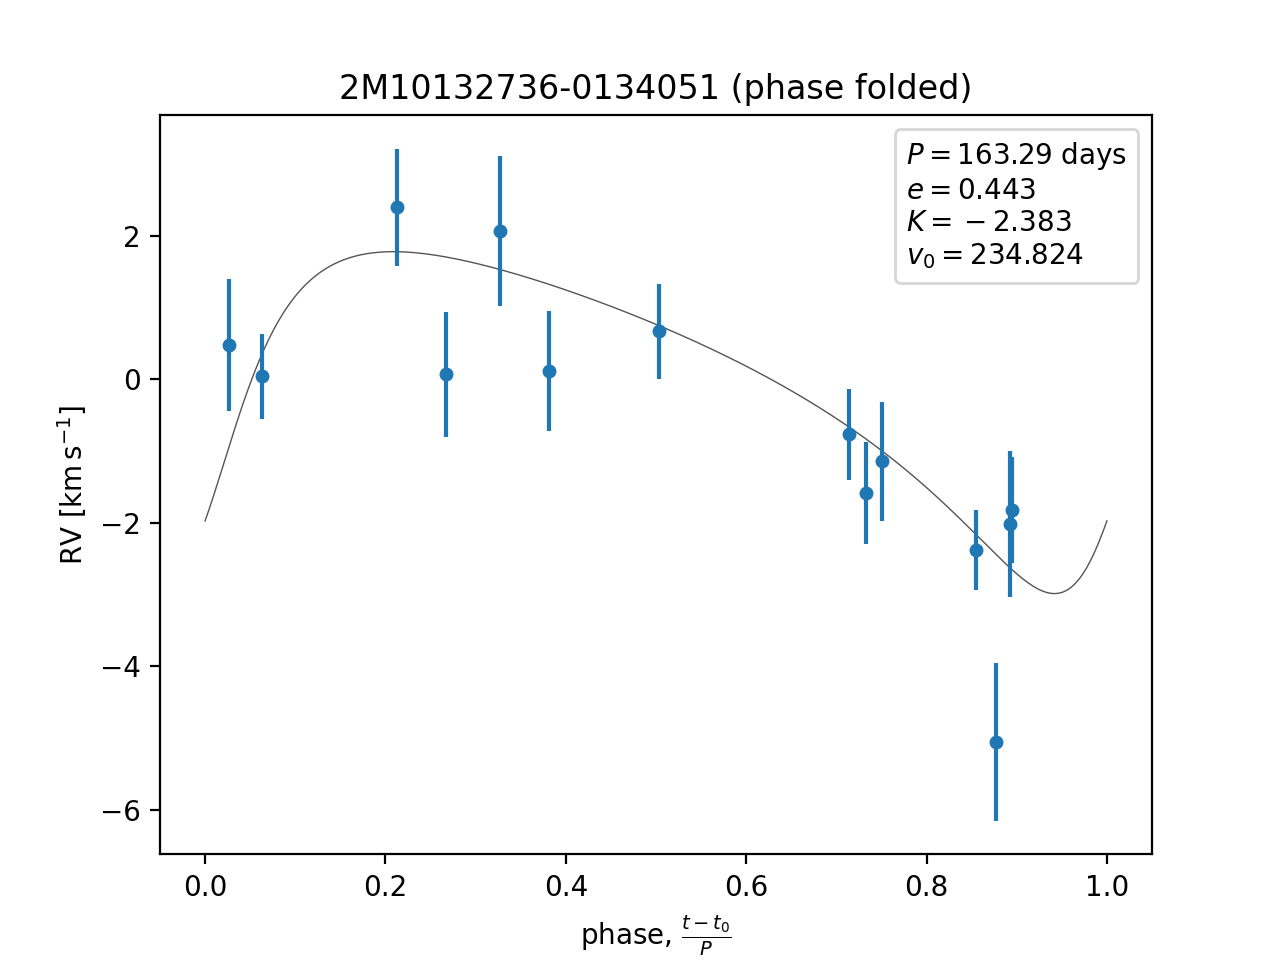 2M10132736-0134051 (phase folded)
P = 163.29 days
e = 0.443
K = −2.383
v₀ = 234.824
RV [km s⁻¹]
2
0
−2
−4
−6
0.0 0.2 0.4 0.6 0.8 1.0
phase, (t − t₀)/P